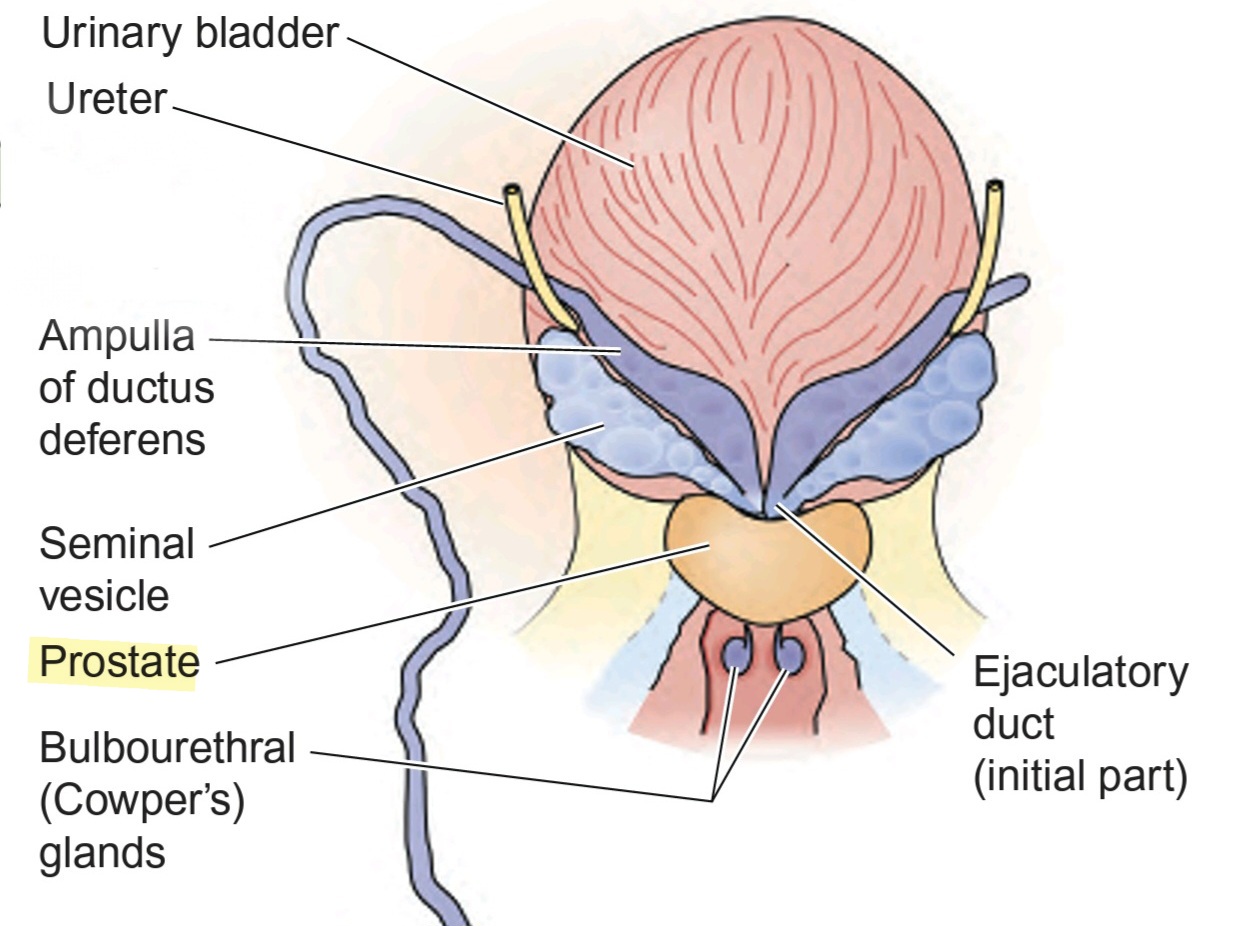 Urinary bladder
Ureter
Ampulla
of ductus
deferens
Seminal
vesicle
Prostate
Bulbourethral
(Cowper’s)
glands
Ejaculatory
duct
(initial part)